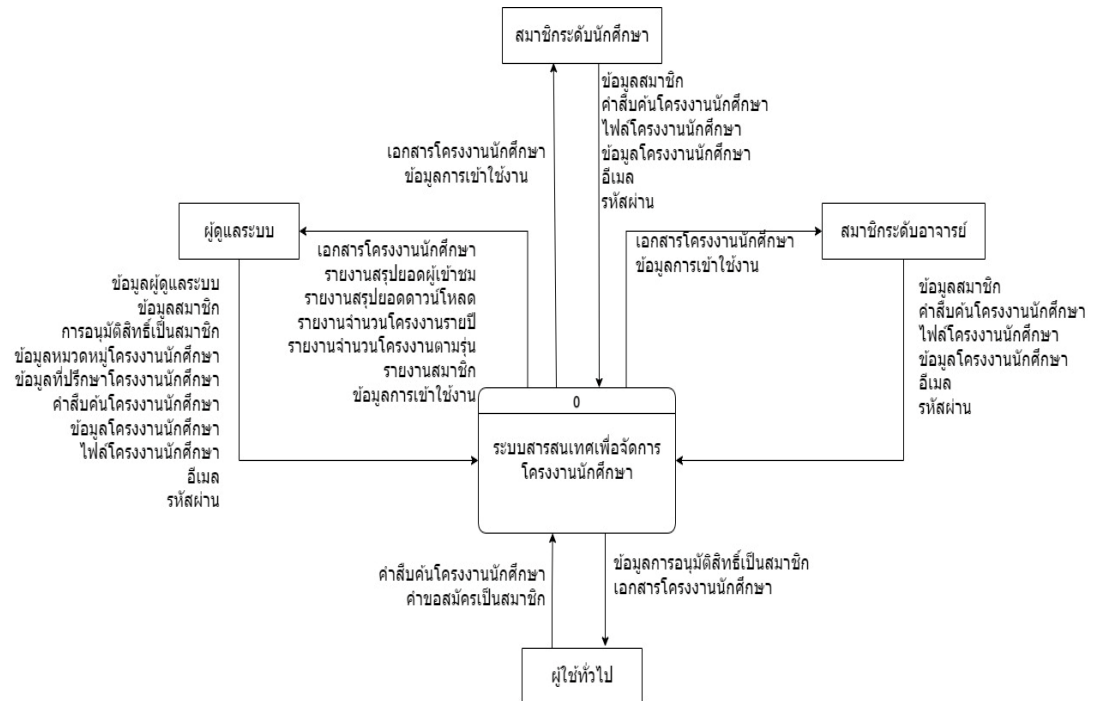 สมาชิกระดับนักศึกษา
ข้อมูลสมาชิก
คำสืบค้นโครงงานนักศึกษา
ไฟล์โครงงานนักศึกษา
ข้อมูลโครงงานนักศึกษา
อีเมล
รหัสผ่าน
เอกสารโครงงานนักศึกษา
ข้อมูลการเข้าใช้งาน
ผู้ดูแลระบบ
เอกสารโครงงานนักศึกษา
รายงานสรุปยอดผู้เข้าชม
รายงานสรุปยอดดาวน์โหลด
รายงานจำนวนโครงงานรายปี
รายงานจำนวนโครงงานตามรุ่น
รายงานสมาชิก
ข้อมูลการเข้าใช้งาน
เอกสารโครงงานนักศึกษา
ข้อมูลการเข้าใช้งาน
สมาชิกระดับอาจารย์
ข้อมูลผู้ดูแลระบบ
ข้อมูลสมาชิก
การอนุมัติสิทธิ์เป็นสมาชิก
ข้อมูลหมวดหมู่โครงงานนักศึกษา
ข้อมูลที่ปรึกษาโครงงานนักศึกษา
คำสืบค้นโครงงานนักศึกษา
ข้อมูลโครงงานนักศึกษา
ไฟล์โครงงานนักศึกษา
อีเมล
รหัสผ่าน
ข้อมูลสมาชิก
คำสืบค้นโครงงานนักศึกษา
ไฟล์โครงงานนักศึกษา
ข้อมูลโครงงานนักศึกษา
อีเมล
รหัสผ่าน
0
ระบบสารสนเทศเพื่อจัดการ
โครงงานนักศึกษา
คำสืบค้นโครงงานนักศึกษา
คำขอสมัครเป็นสมาชิก
ข้อมูลการอนุมัติสิทธิ์เป็นสมาชิก
เอกสารโครงงานนักศึกษา
ผู้ใช้ทั่วไป